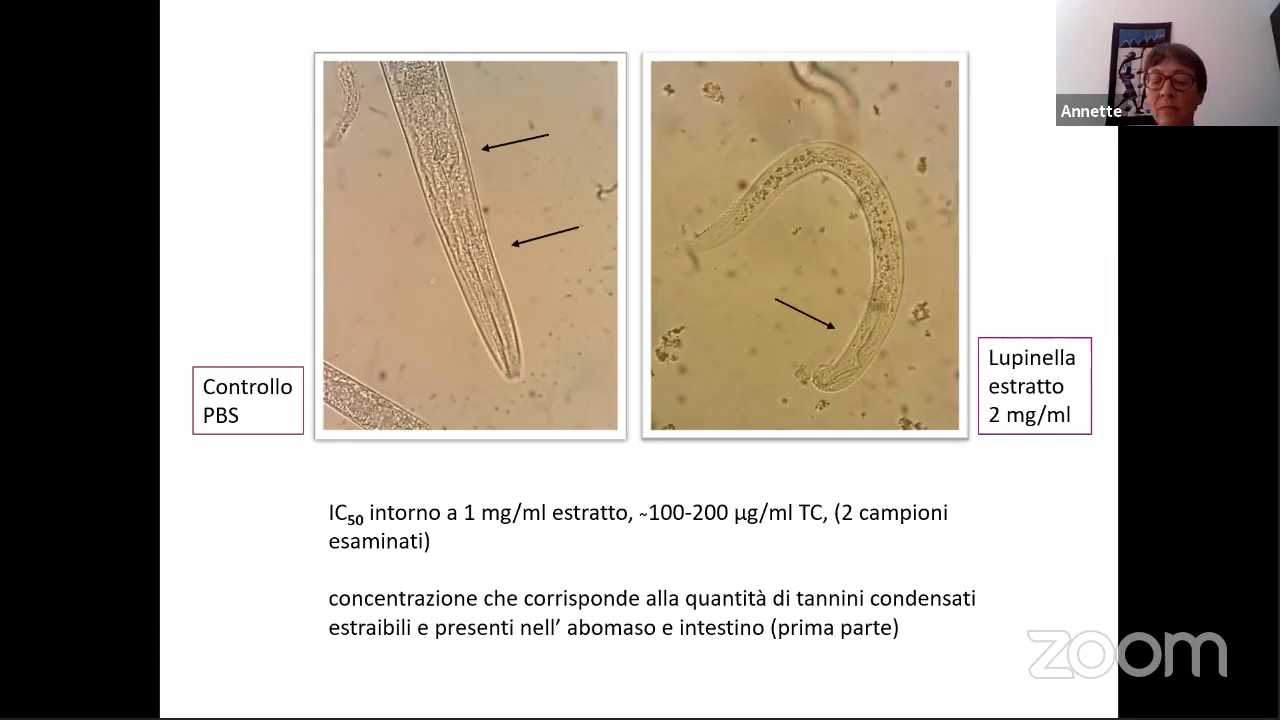 Annette
Controllo
PBS
Lupinella
estratto
2 mg/ml
IC50 intorno a 1 mg/ml estratto, ~100-200 µg/ml TC, (2 campioni
esaminati)
concentrazione che corrisponde alla quantità di tannini condensati
estraibili e presenti nell’ abomaso e intestino (prima parte)
zoom